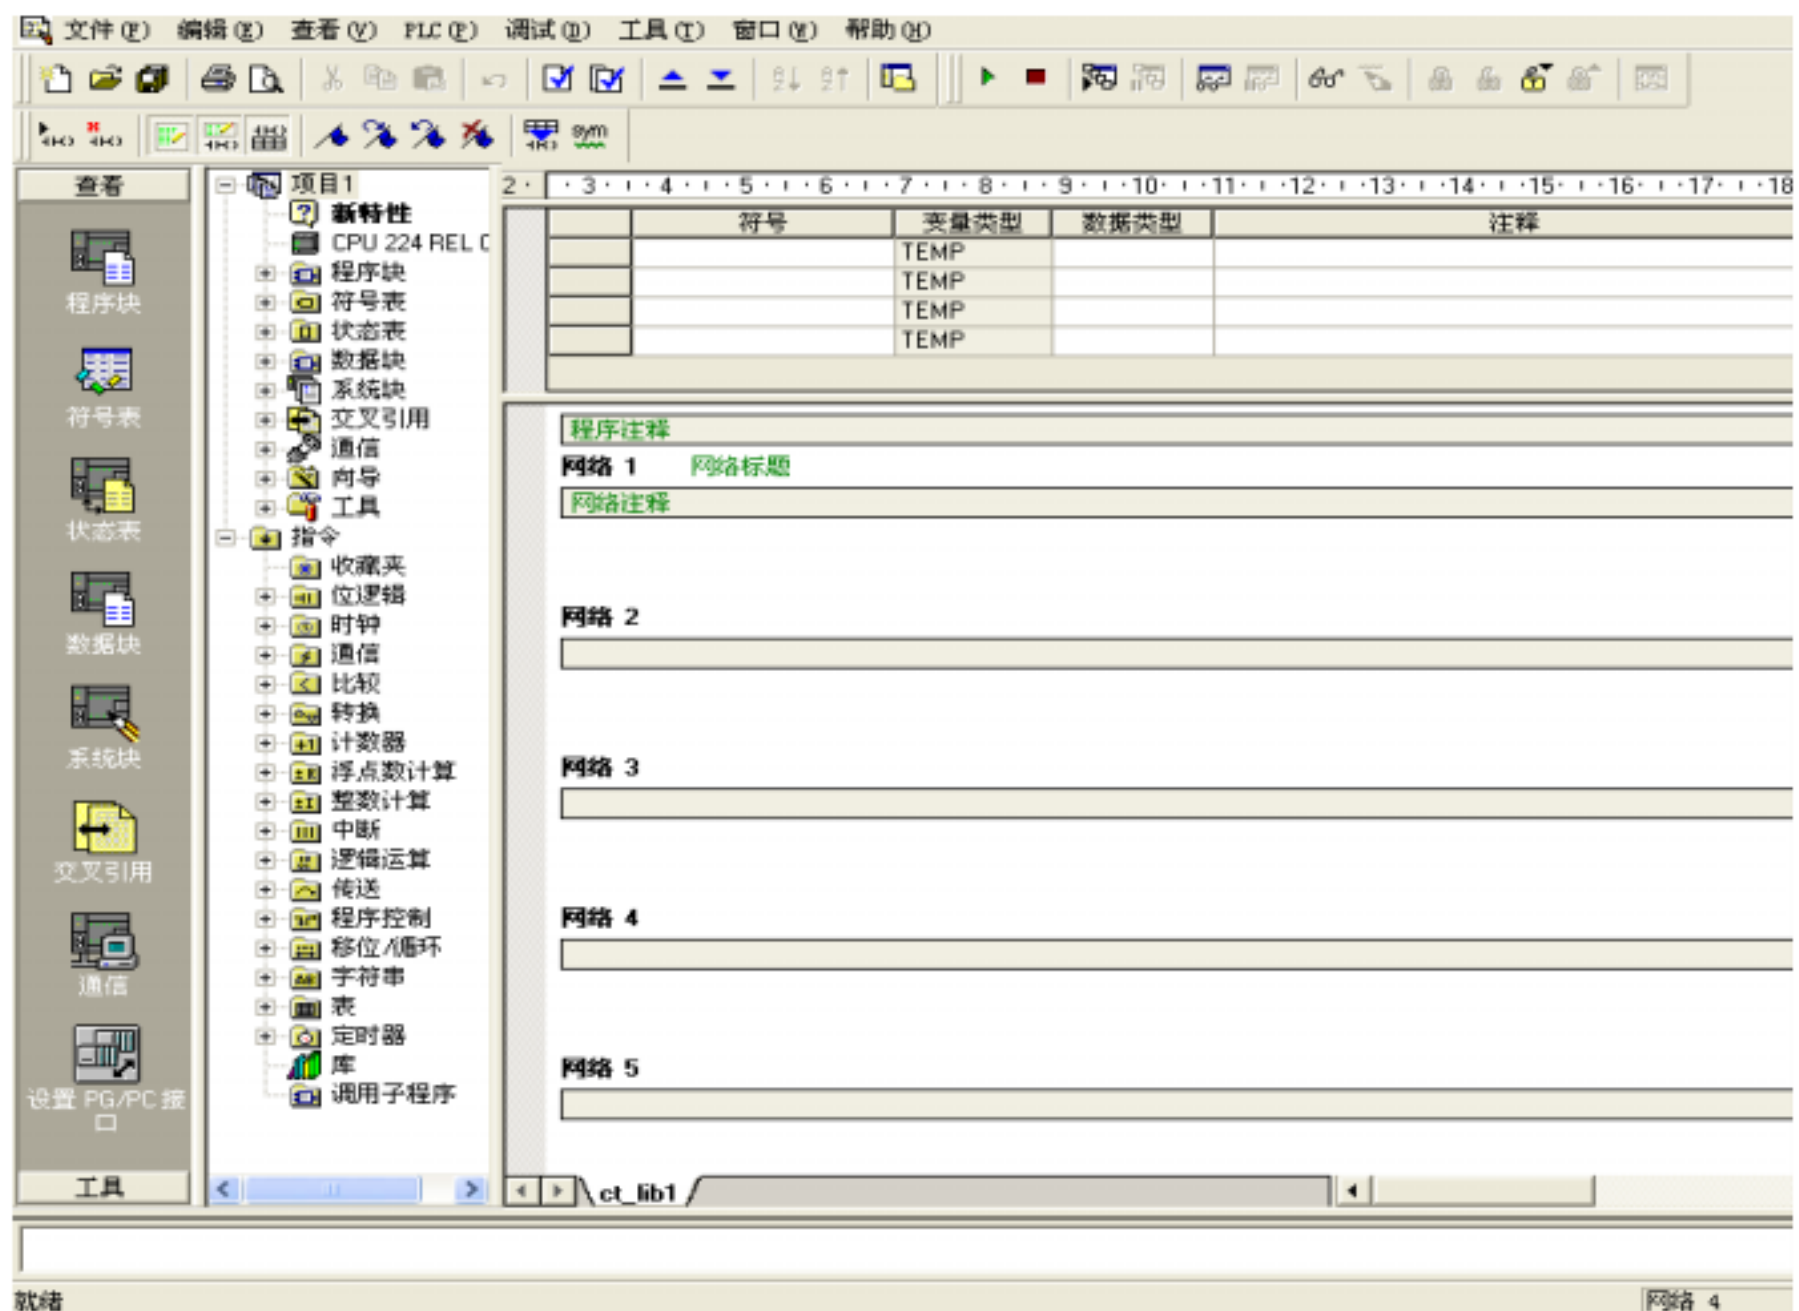 文件(F) 编辑(E) 查看(V) PLC(P) 调试(D) 工具(T) 窗口(W) 帮助(H)
sym
查看
程序块
符号表
状态表
数据块
系统块
交叉引用
通信
设置 PG/PC 接
口
工具
项目1
新特性
CPU 224 REL
程序块
符号表
状态表
数据块
系统块
交叉引用
通信
向导
工具
指令
收藏夹
位逻辑
时钟
通信
比较
转换
计数器
浮点数计算
整数计算
中断
逻辑运算
传送
程序控制
移位/循环
字符串
表
定时器
库
调用子程序
2 · 3 · 4 · 5 · 6 · 7 · 8 · 9 · 10 · 11 · 12 · 13 · 14 · 15 · 16 · 17 · 18
符号 变量类型 数据类型 注释
TEMP
TEMP
TEMP
TEMP
程序注释
网络 1 网络标题
网络注释
网络 2
网络 3
网络 4
网络 5
ct_lib1
就绪
网络 4